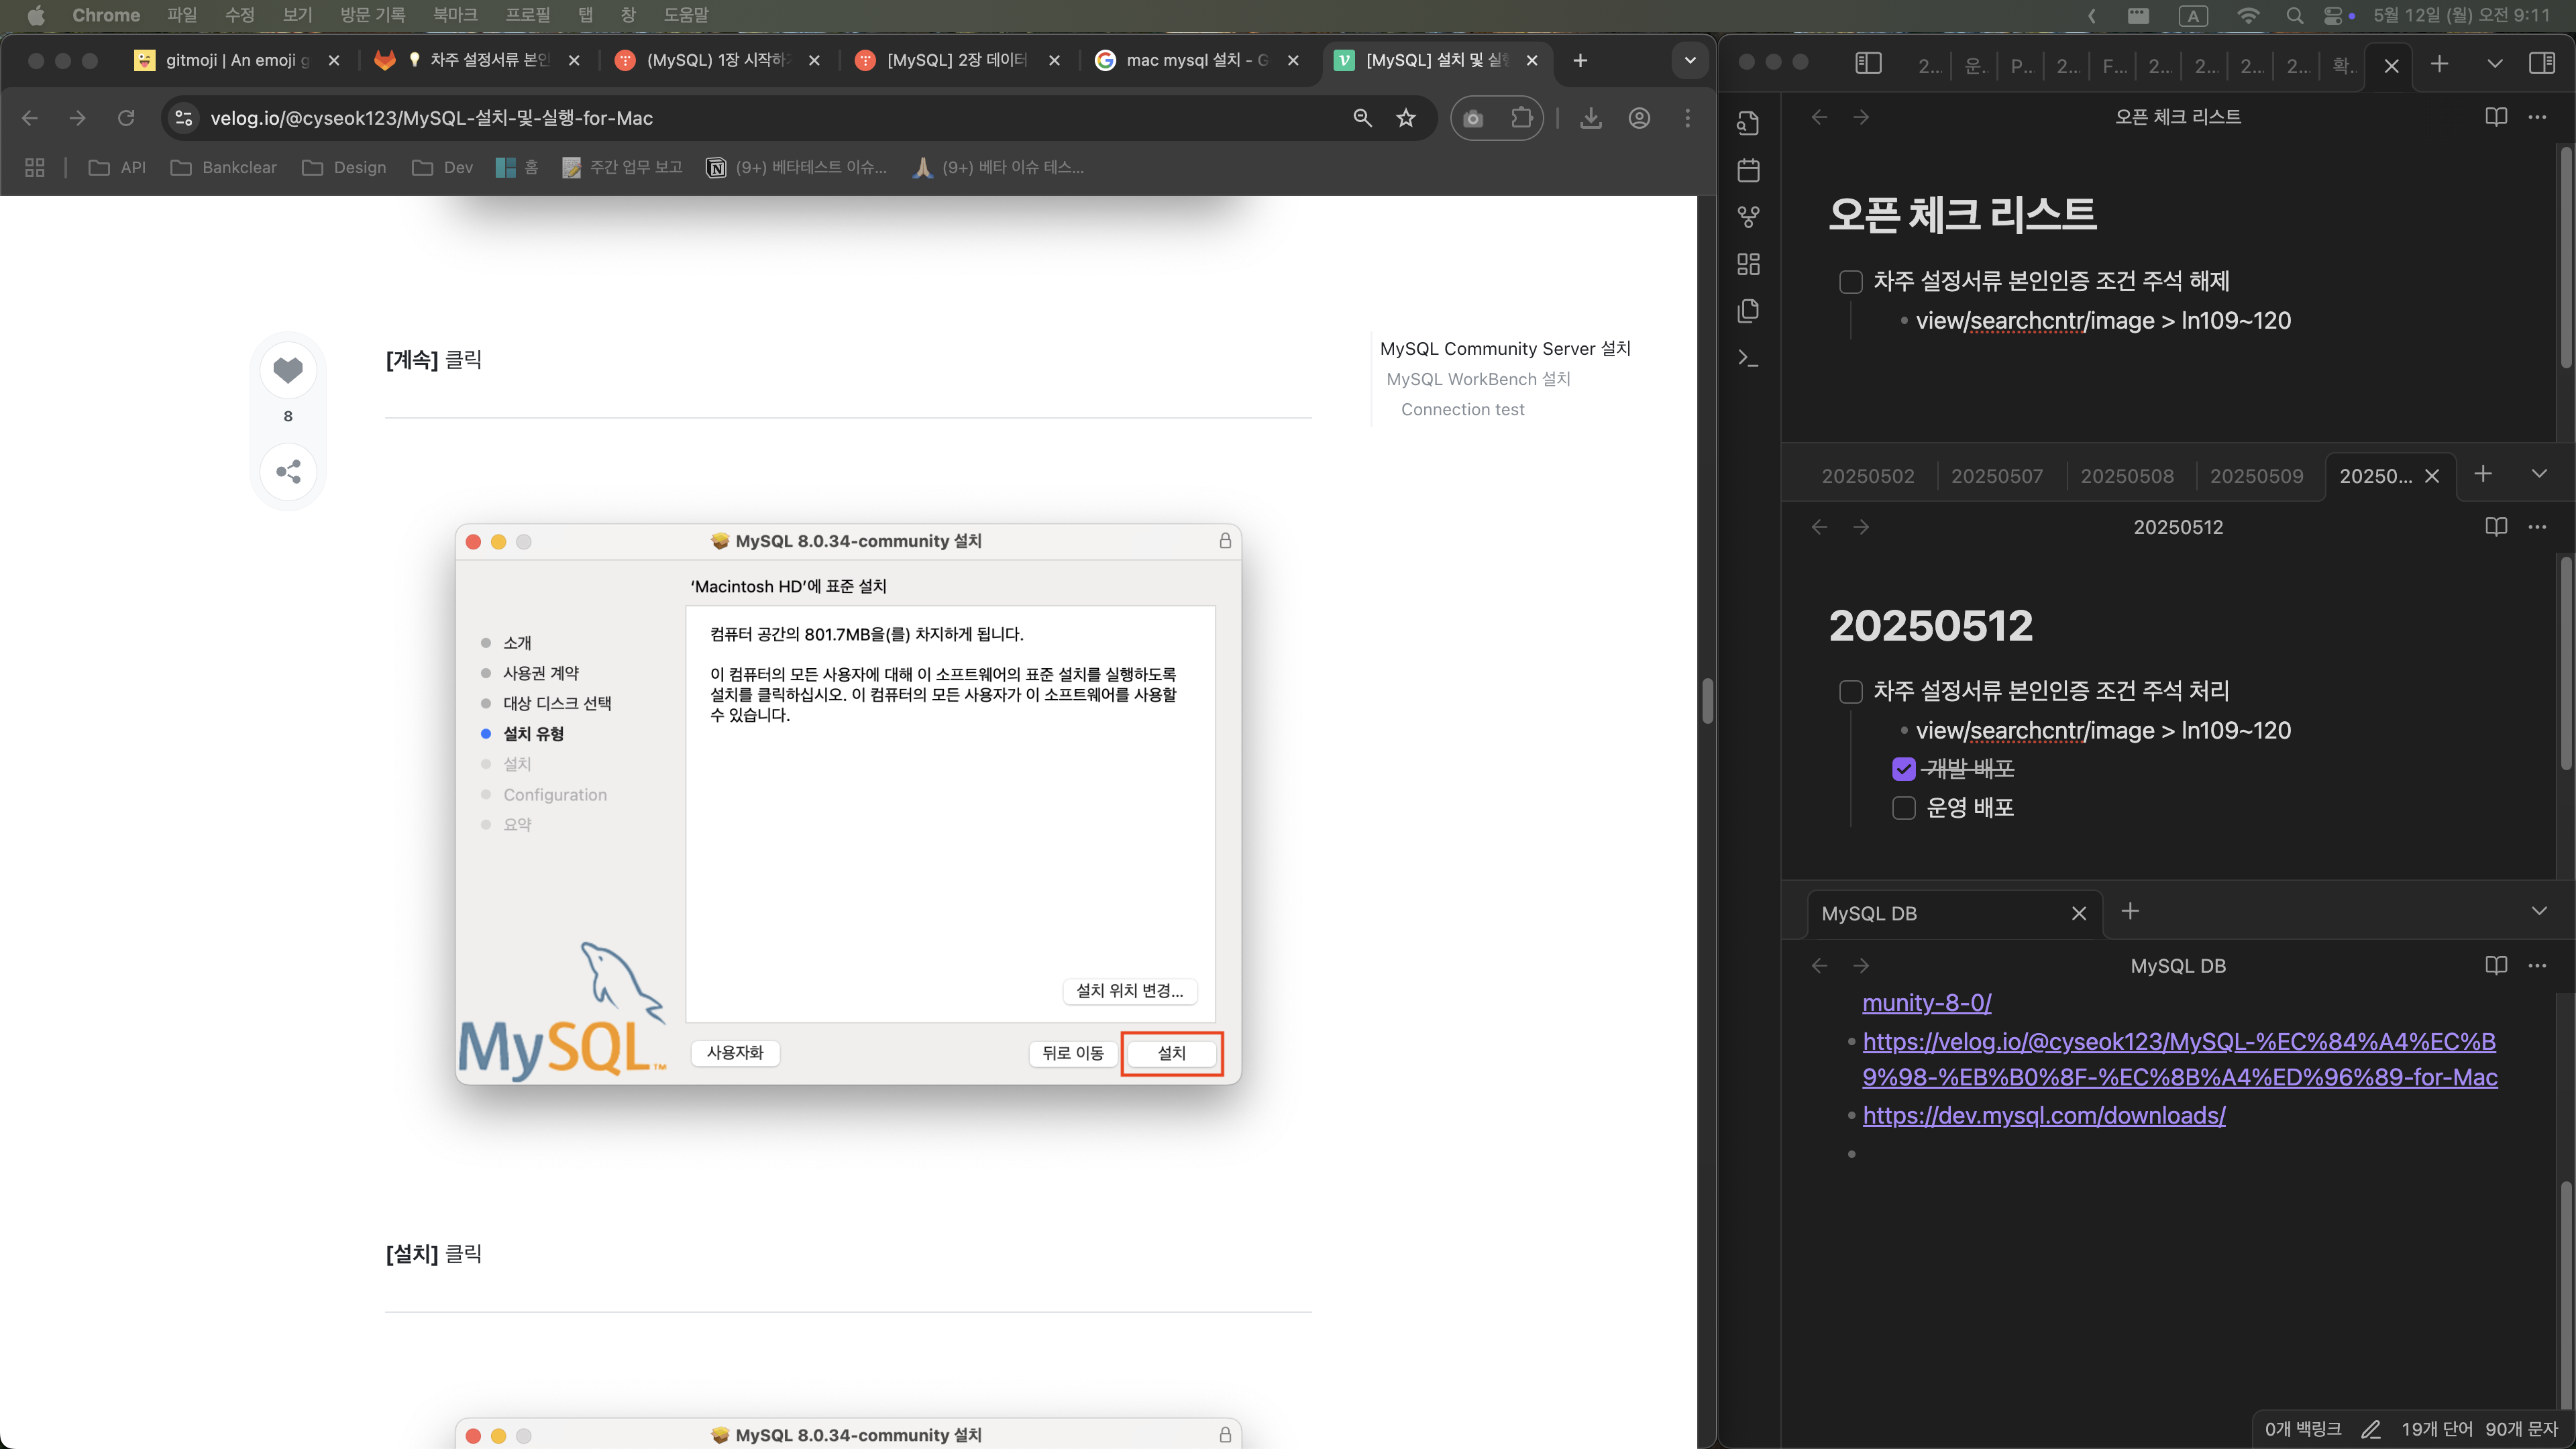 Chrome 파일 수정 보기 방문 기록 북마크 프로필 탭 창 도움말 A 5월 12일 (월) 오전 9:11
gitmoji | An emoji g 차주 설정서류 본인 (MySQL) 1장 시작하 [MySQL] 2장 데이터 mac mysql 설치 - G [MySQL] 설치 및 실
velog.io/@cyseok123/MySQL-설치-및-실행-for-Mac
API Bankclear Design Dev 홈 주간 업무 보고 (9+) 베타테스트 이슈... (9+) 베타 이슈 테스...
[계속] 클릭
8
MySQL Community Server 설치
MySQL WorkBench 설치
Connection test
MySQL 8.0.34-community 설치
‘Macintosh HD’에 표준 설치
소개
사용권 계약
대상 디스크 선택
설치 유형
설치
Configuration
요약
컴퓨터 공간의 801.7MB을(를) 차지하게 됩니다.
이 컴퓨터의 모든 사용자에 대해 이 소프트웨어의 표준 설치를 실행하도록
설치를 클릭하십시오. 이 컴퓨터의 모든 사용자가 이 소프트웨어를 사용할
수 있습니다.
설치 위치 변경...
MySQL™
사용자화 뒤로 이동 설치
[설치] 클릭
MySQL 8.0.34-community 설치
2... 운.. P... 2... F... 2... 2... 2... 2... 확..
오픈 체크 리스트
오픈 체크 리스트
차주 설정서류 본인인증 조건 주석 해제
view/searchcntr/image > ln109~120
20250502 20250507 20250508 20250509 20250...
20250512
20250512
차주 설정서류 본인인증 조건 주석 처리
view/searchcntr/image > ln109~120
개발 배포
운영 배포
MySQL DB
MySQL DB
munity-8-0/
https://velog.io/@cyseok123/MySQL-%EC%84%A4%EC%B
9%98-%EB%B0%8F-%EC%8B%A4%ED%96%89-for-Mac
https://dev.mysql.com/downloads/
0개 백링크 19개 단어 90개 문자